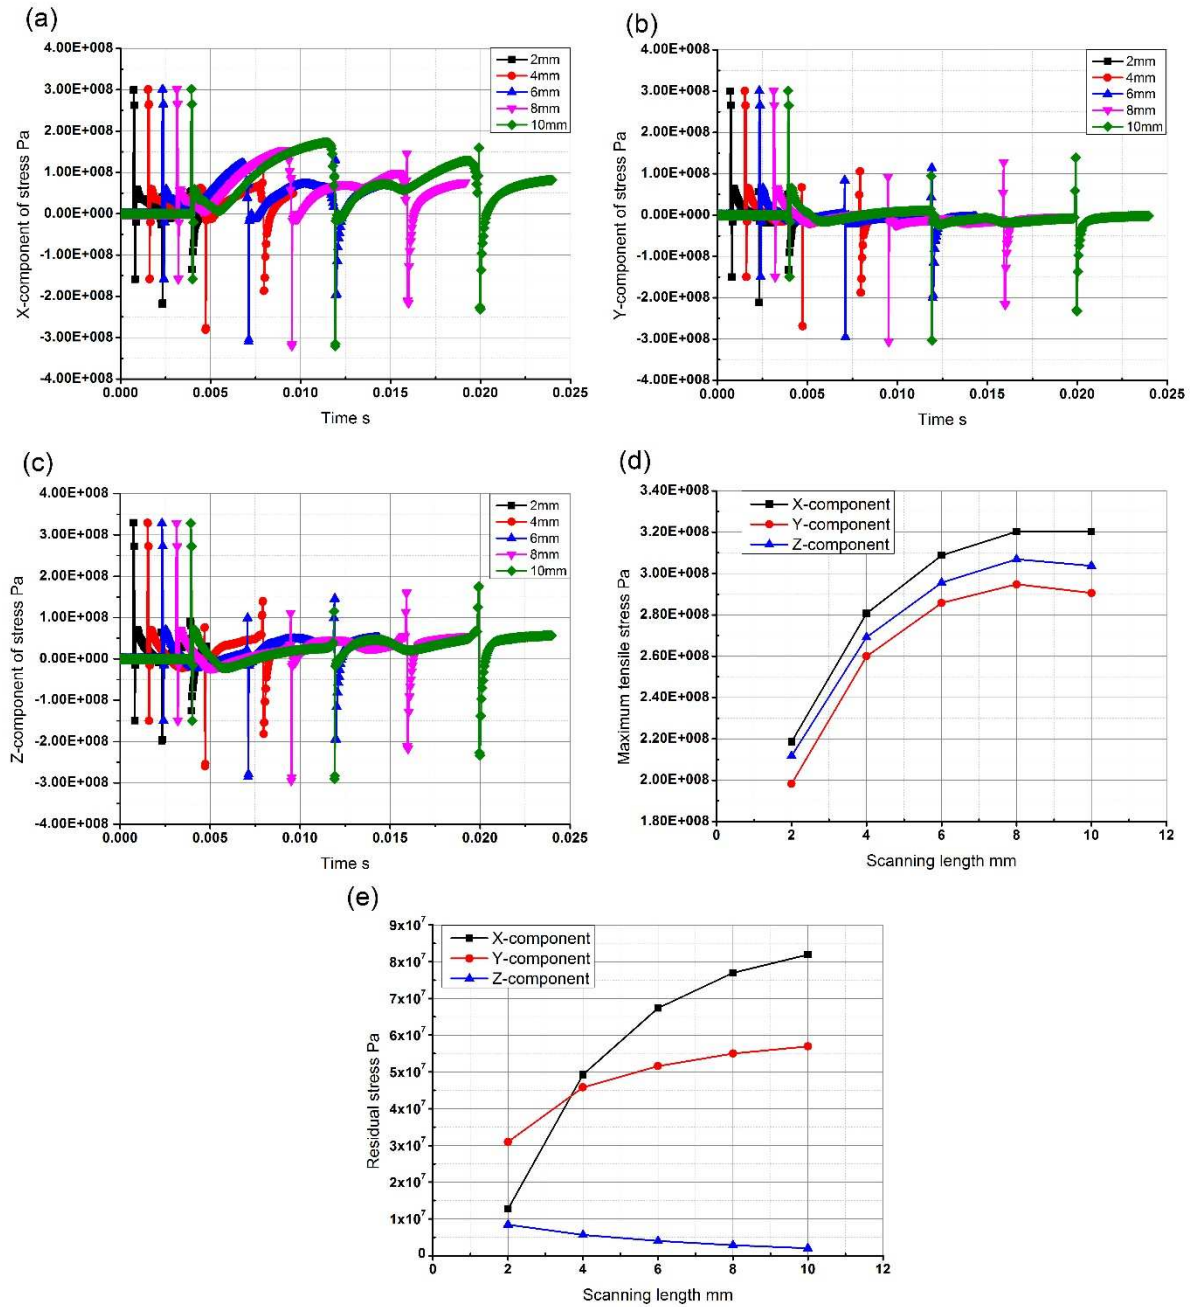 (a)
4.00E+008
3.00E+008
2.00E+008
1.00E+008
0.00E+000
-1.00E+008
-2.00E+008
-3.00E+008
-4.00E+008
X-component of stress Pa
2mm
4mm
6mm
8mm
10mm
0.000 0.005 0.010 0.015 0.020 0.025
Time s
(b)
4.00E+008
3.00E+008
2.00E+008
1.00E+008
0.00E+000
-1.00E+008
-2.00E+008
-3.00E+008
-4.00E+008
Y-component of stress Pa
2mm
4mm
6mm
8mm
10mm
0.000 0.005 0.010 0.015 0.020 0.025
Time s
(c)
4.00E+008
3.00E+008
2.00E+008
1.00E+008
0.00E+000
-1.00E+008
-2.00E+008
-3.00E+008
-4.00E+008
Z-component of stress Pa
2mm
4mm
6mm
8mm
10mm
0.000 0.005 0.010 0.015 0.020 0.025
Time s
(d)
3.40E+008
3.20E+008
3.00E+008
2.80E+008
2.60E+008
2.40E+008
2.20E+008
2.00E+008
1.80E+008
Maximum tensile stress Pa
X-component
Y-component
Z-component
0 2 4 6 8 10 12
Scanning length mm
(e)
9x10⁷
8x10⁷
7x10⁷
6x10⁷
5x10⁷
4x10⁷
3x10⁷
2x10⁷
1x10⁷
0
Residual stress Pa
X-component
Y-component
Z-component
0 2 4 6 8 10 12
Scanning length mm